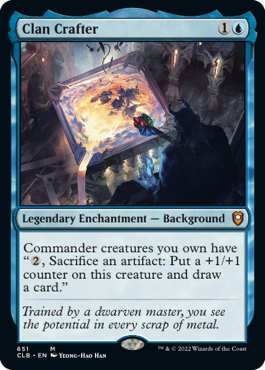 Clan Crafter 1
Legendary Enchantment — Background
Commander creatures you own have
“2, Sacrifice an artifact: Put a +1/+1
counter on this creature and draw
a card.”
Trained by a dwarven master, you see
the potential in every scrap of metal.
651 M
CLB • EN Yeong-Hao Han
™ & © 2022 Wizards of the Coast